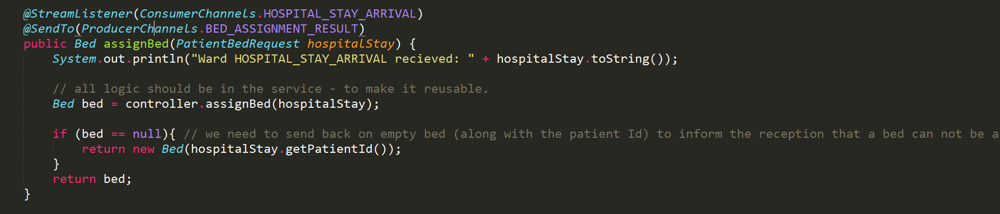 @StreamListener(ConsumerChannels.HOSPITAL_STAY_ARRIVAL)
@SendTo(ProducerChannels.BED_ASSIGNMENT_RESULT)
public Bed assignBed(PatientBedRequest hospitalStay) {
System.out.println("Ward HOSPITAL_STAY_ARRIVAL recieved: " + hospitalStay.toString());
// all logic should be in the service - to make it reusable.
Bed bed = controller.assignBed(hospitalStay);
if (bed == null){ // we need to send back on empty bed (along with the patient Id) to inform the reception that a bed can not be a
return new Bed(hospitalStay.getPatientId());
}
return bed;
}